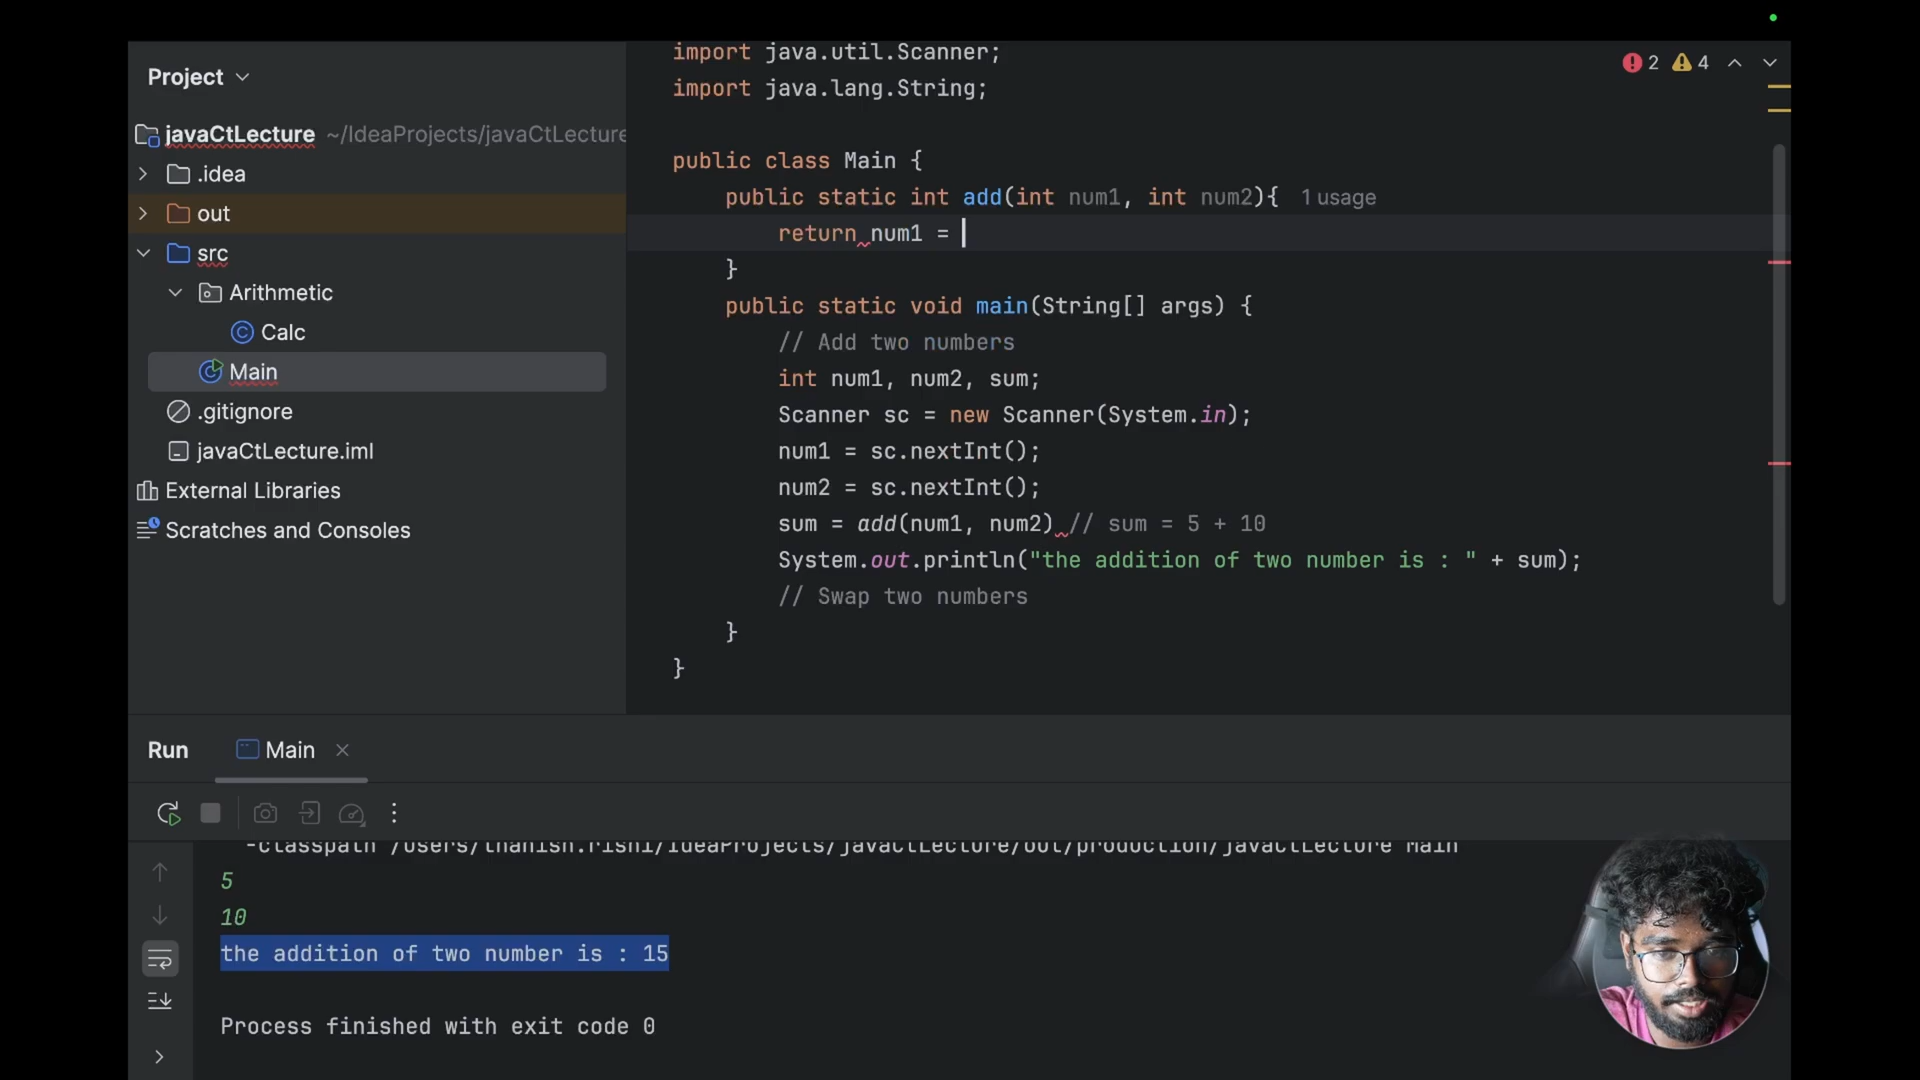 Project
javaCtLecture ~/IdeaProjects/javaCtLecture
.idea
out
src
Arithmetic
Calc
Main
.gitignore
javaCtLecture.iml
External Libraries
Scratches and Consoles
2 4
import java.util.Scanner;
import java.lang.String;
public class Main {
public static int add(int num1, int num2){ 1 usage
return num1 =
}
public static void main(String[] args) {
// Add two numbers
int num1, num2, sum;
Scanner sc = new Scanner(System.in);
num1 = sc.nextInt();
num2 = sc.nextInt();
sum = add(num1, num2) // sum = 5 + 10
System.out.println("the addition of two number is : " + sum);
// Swap two numbers
}
}
Run Main
-classpath /Users/thanish.rishi/IdeaProjects/javaCtLecture/out/production/javaCtLecture Main
5
10
the addition of two number is : 15
Process finished with exit code 0